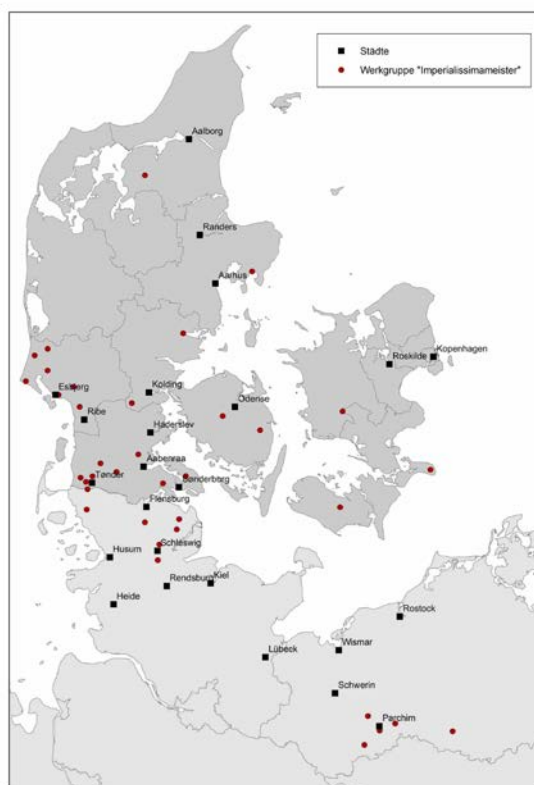 Städte
Werkgruppe "Imperialissimameister"
Aalborg
Randers
Aarhus
Kopenhagen
Roskilde
Kolding
Esbjerg
Odense
Ribe
Haderslev
Aabenraa
Tønder
Sønderborg
Flensburg
Schleswig
Husum
Rendsburg
Kiel
Heide
Rostock
Wismar
Lübeck
Schwerin
Parchim